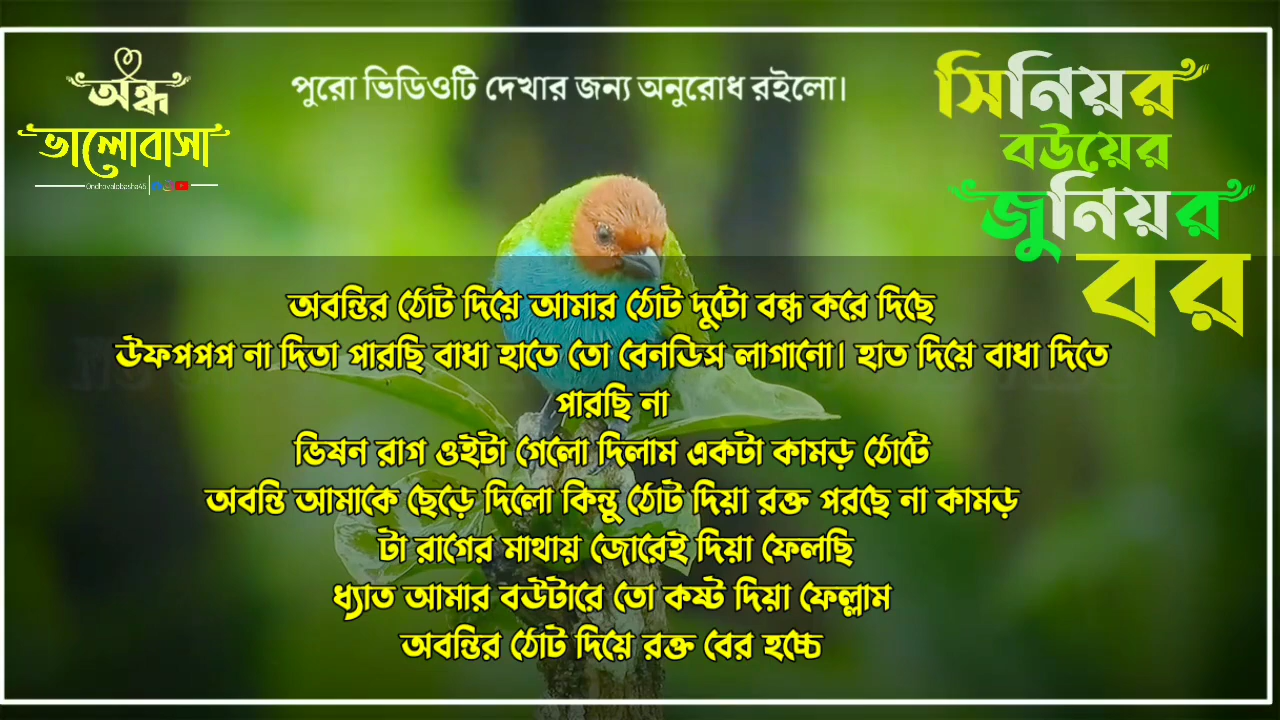 অন্ধ
ভালোবাসা
Ondhovalobasha46
পুরো ভিডিওটি দেখার জন্য অনুরোধ রইলো।
সিনিয়র
বউয়ের
জুনিয়র
বর
অবন্তির ঠোট দিয়ে আমার ঠোট দুটো বন্ধ করে দিছে
উফপপপ না দিতা পারছি বাধা হাতে তো বেনডিস লাগানো। হাত দিয়ে বাধা দিতে
পারছি না
ভিষন রাগ ওইটা গেলো দিলাম একটা কামড় ঠোটে
অবন্তি আমাকে ছেড়ে দিলো কিন্তু ঠোট দিয়া রক্ত পরছে না কামড়
টা রাগের মাথায় জোরেই দিয়া ফেলছি
ধ্যাত আমার বউটারে তো কষ্ট দিয়া ফেল্লাম
অবন্তির ঠোট দিয়ে রক্ত বের হচ্চে